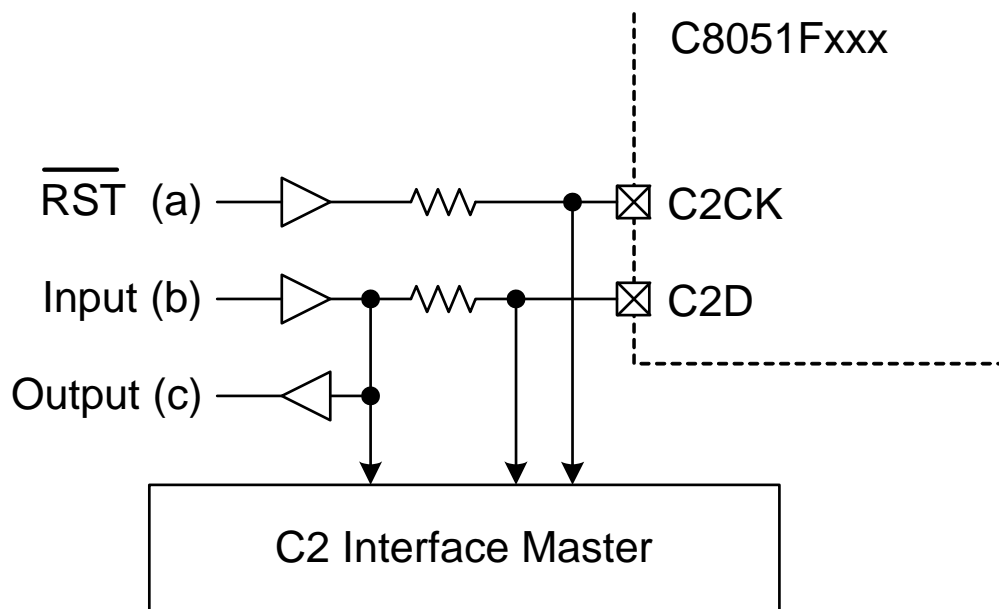 C8051Fxxx
RST (a)
C2CK
Input (b)
C2D
Output (c)
C2 Interface Master